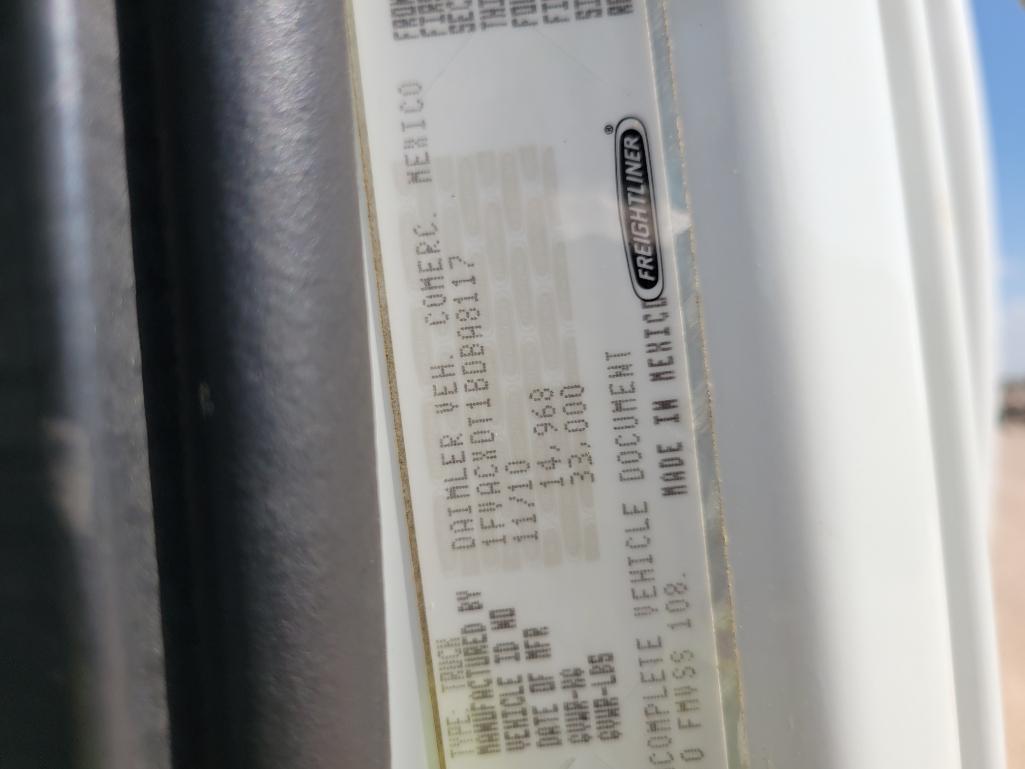 TYPE: TRUCK
MANUFACTURED BY DAIMLER VEH. COMERC. MEXICO
VEHICLE ID NO 1FVACXDT1BDBA8117
DATE OF MFR 11/10
GVWR-KG 14,968
GVWR-LBS 33,000
COMPLETE VEHICLE DOCUMENT
O FMVSS 108.
MADE IN MEXICO
FREIGHTLINER®